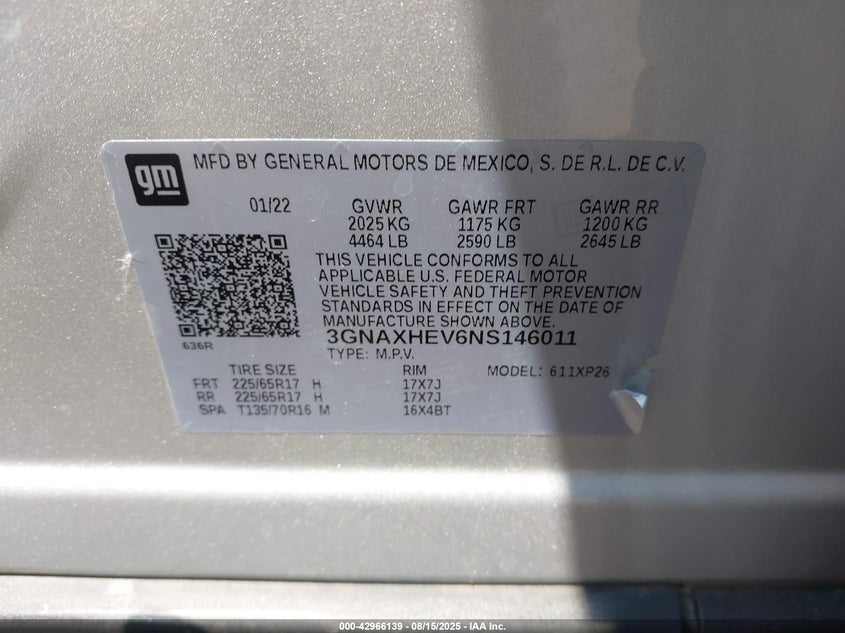 gm
MFD BY GENERAL MOTORS DE MEXICO, S. DE R.L. DE C.V.
01/22 GVWR GAWR FRT GAWR RR
2025 KG 1175 KG 1200 KG
4464 LB 2590 LB 2645 LB
THIS VEHICLE CONFORMS TO ALL
APPLICABLE U.S. FEDERAL MOTOR
VEHICLE SAFETY AND THEFT PREVENTION
STANDARDS IN EFFECT ON THE DATE OF
MANUFACTURE SHOWN ABOVE.
636R
3GNAXHEV6NS146011
TYPE: M.P.V.
TIRE SIZE RIM MODEL: 611XP26
FRT 225/65R17 H 17X7J
RR 225/65R17 H 17X7J
SPA T135/70R16 M 16X4BT
000-42966139 - 08/15/2025 - IAA Inc.